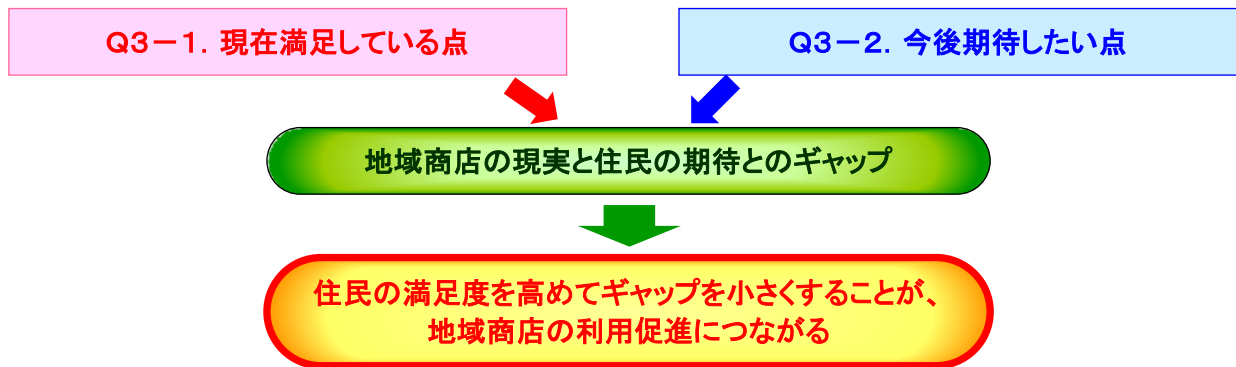 Q3-1. 現在満足している点
Q3-2. 今後期待したい点
地域商店の現実と住民の期待とのギャップ
住民の満足度を高めてギャップを小さくすることが、
地域商店の利用促進につながる